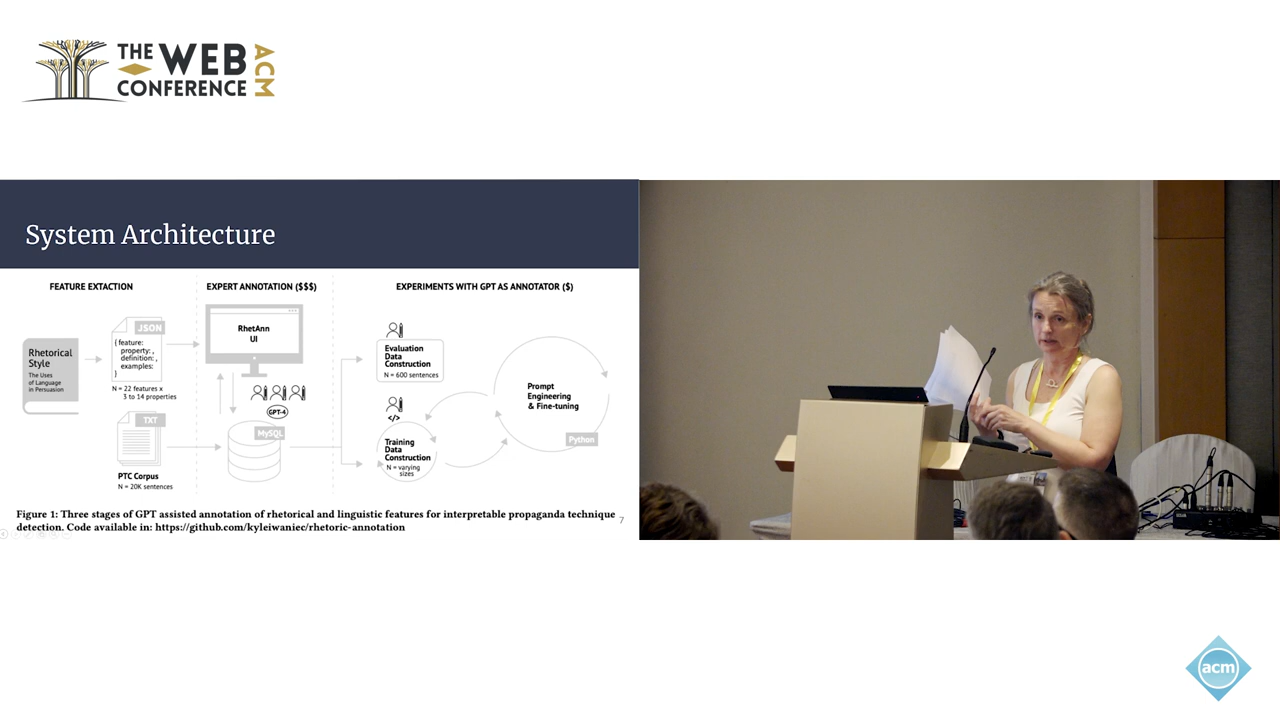 THE WEB
CONFERENCE
ACM
System Architecture
FEATURE EXTACTION
EXPERT ANNOTATION ($$$)
EXPERIMENTS WITH GPT AS ANNOTATOR ($)
Rhetorical
Style
The Uses
of Language
in Persuasion
JSON
{ feature:
property: ,
definition: ,
examples:
}
N = 22 features x
3 to 14 properties
TXT
PTC Corpus
N = 20K sentences
RhetAnn
UI
GPT-4
MySQL
Evaluation
Data
Construction
N = 600 sentences
</>
Training
Data
Construction
N = varying
sizes
Prompt
Engineering
& Fine-tuning
Python
Figure 1: Three stages of GPT assisted annotation of rhetorical and linguistic features for interpretable propaganda technique
detection. Code available in: https://github.com/kyleiwaniec/rhetoric-annotation
7
acm